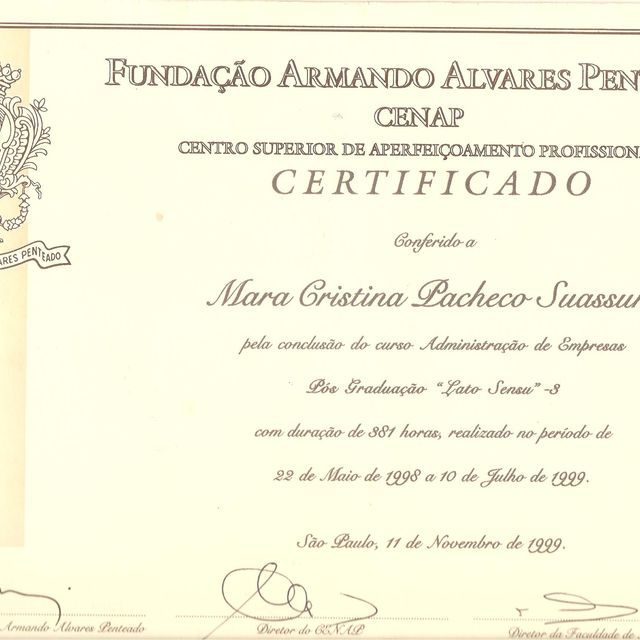 FUNDAÇÃO ARMANDO ALVARES PENT
CENAP
CENTRO SUPERIOR DE APERFEIÇOAMENTO PROFISSION
CERTIFICADO
ARES PENTEADO
Conferido a
Mara Cristina Pacheco Suassu
pela conclusão do curso Administração de Empresas
Pós Graduação "Lato Sensu" -3
com duração de 381 horas, realizado no período de
22 de Maio de 1998 a 10 de Julho de 1999.
São Paulo, 11 de Novembro de 1999.
Armando Alvares Penteado
Diretor do CENAP
Diretor da Faculdade de